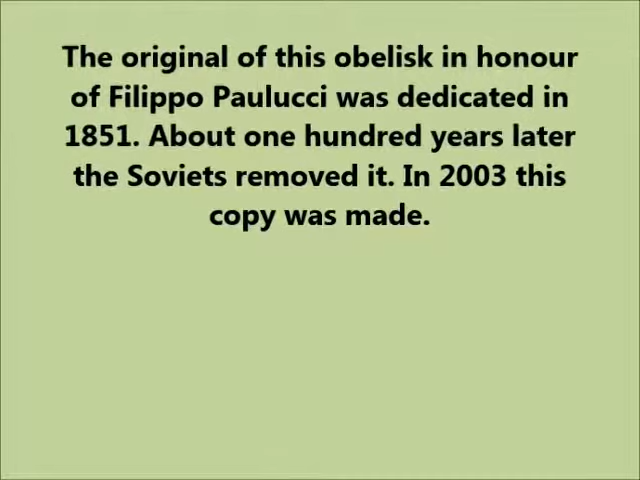 The original of this obelisk in honour
of Filippo Paulucci was dedicated in
1851. About one hundred years later
the Soviets removed it. In 2003 this
copy was made.